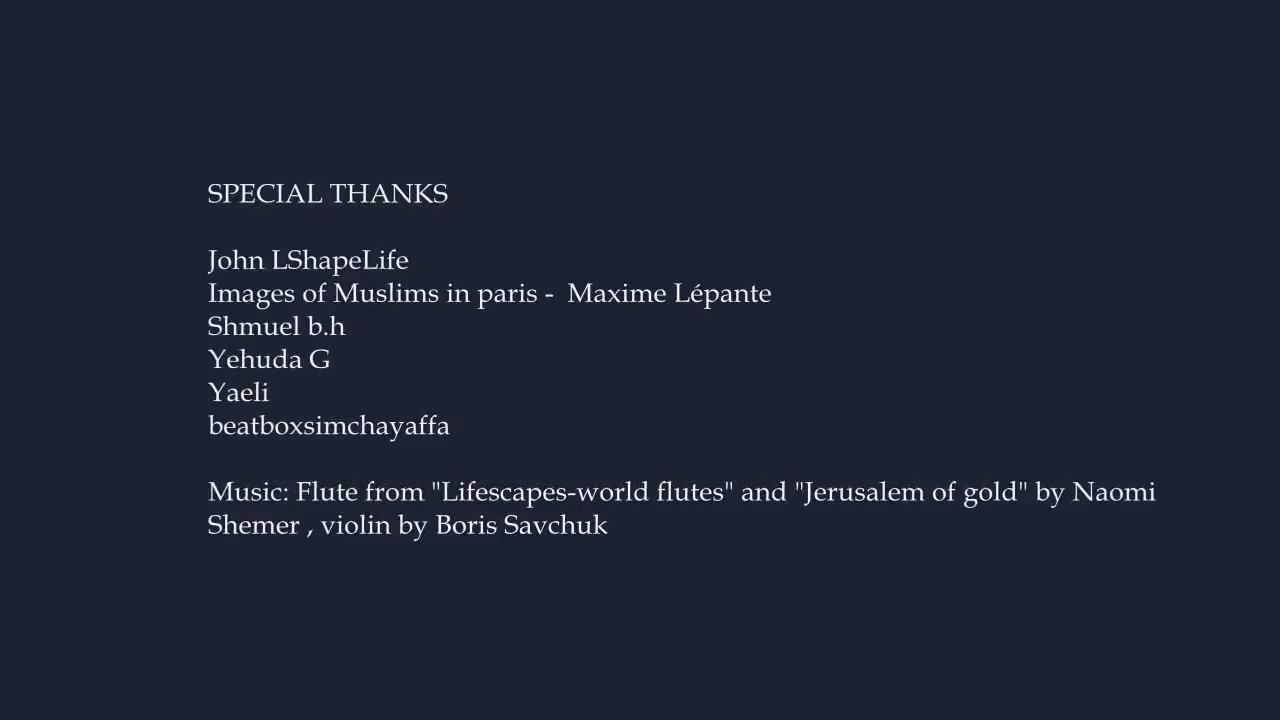 SPECIAL THANKS
John LShapeLife
Images of Muslims in paris -  Maxime Lépante
Shmuel b.h
Yehuda G
Yaeli
beatboxsimchayaffa
Music: Flute from "Lifescapes-world flutes" and "Jerusalem of gold" by Naomi
Shemer , violin by Boris Savchuk